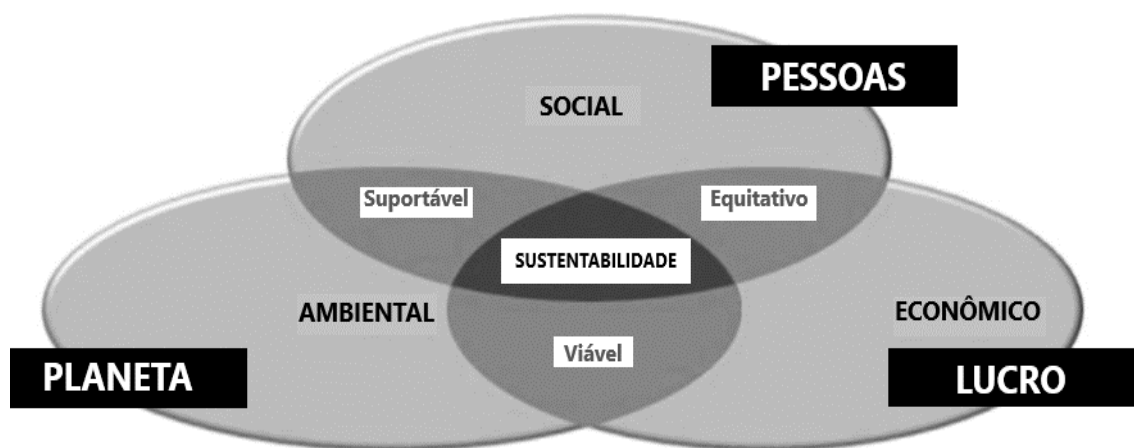 PESSOAS
SOCIAL
Suportável
Equitativo
SUSTENTABILIDADE
AMBIENTAL
ECONÔMICO
Viável
PLANETA
LUCRO